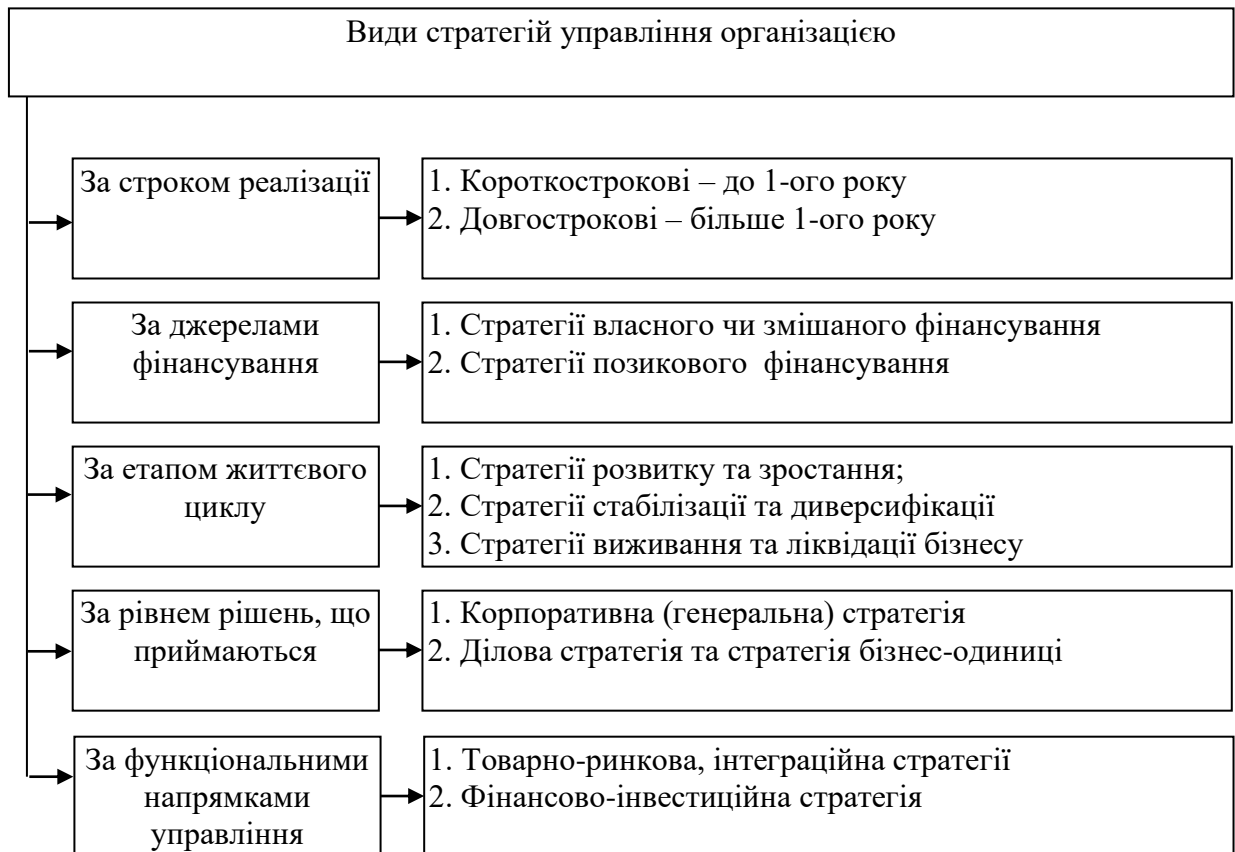 Види стратегій управління організацією
За строком реалізації
1. Короткострокові – до 1-ого року
2. Довгострокові – більше 1-ого року
За джерелами
фінансування
1. Стратегії власного чи змішаного фінансування
2. Стратегії позикового  фінансування
За етапом життєвого
циклу
1. Стратегії розвитку та зростання;
2. Стратегії стабілізації та диверсифікації
3. Стратегії виживання та ліквідації бізнесу
За рівнем рішень, що
приймаються
1. Корпоративна (генеральна) стратегія
2. Ділова стратегія та стратегія бізнес-одиниці
За функціональними
напрямками
управління
1. Товарно-ринкова, інтеграційна стратегії
2. Фінансово-інвестиційна стратегія